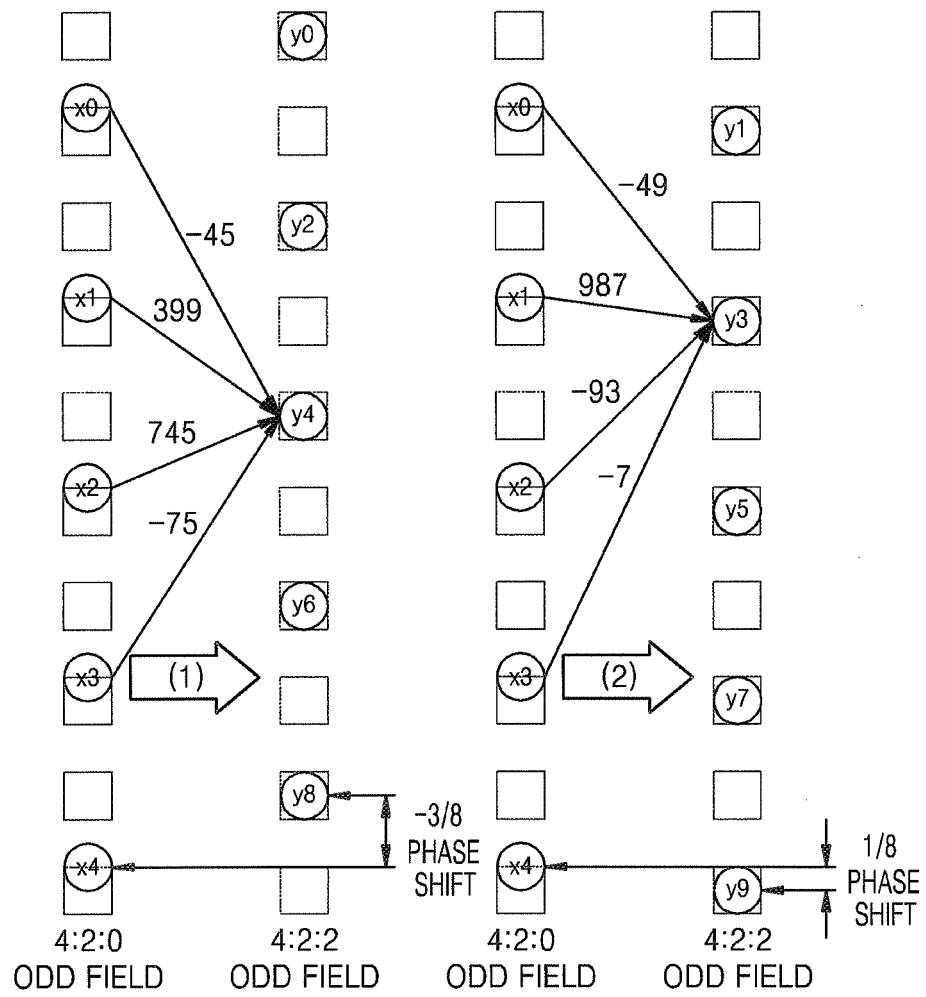 y0
x0
x0
y1
-45
-49
y2
x1
399
x1
987
y3
745
y4
-93
x2
x2
-75
-7
y5
y6
x3
(1)
x3
(2)
y7
y8
-3/8
PHASE
SHIFT
x4
x4
1/8
PHASE
SHIFT
y9
4:2:0
ODD FIELD
4:2:2
ODD FIELD
4:2:0
ODD FIELD
4:2:2
ODD FIELD